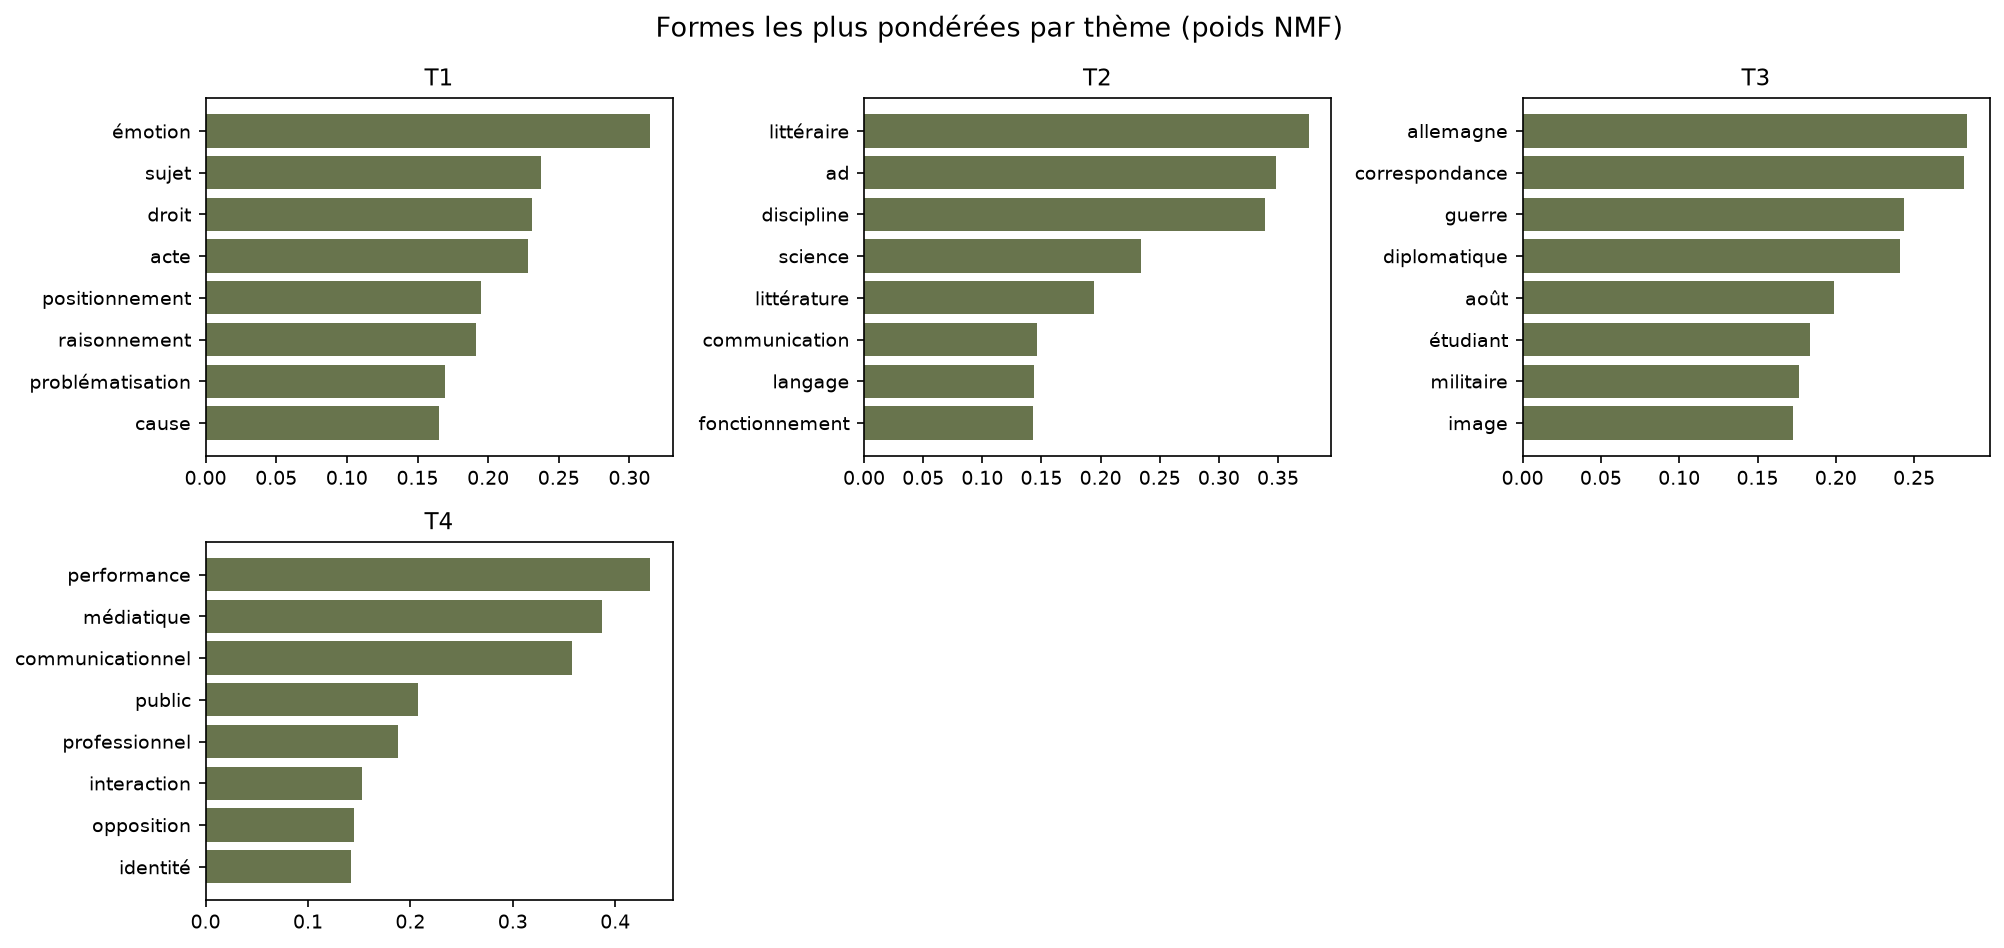 Formes les plus pondérées par thème (poids NMF)
T1
émotion
sujet
droit
acte
positionnement
raisonnement
problématisation
cause
0.00 0.05 0.10 0.15 0.20 0.25 0.30
T2
littéraire
ad
discipline
science
littérature
communication
langage
fonctionnement
0.00 0.05 0.10 0.15 0.20 0.25 0.30 0.35
T3
allemagne
correspondance
guerre
diplomatique
août
étudiant
militaire
image
0.00 0.05 0.10 0.15 0.20 0.25
T4
performance
médiatique
communicationnel
public
professionnel
interaction
opposition
identité
0.0 0.1 0.2 0.3 0.4